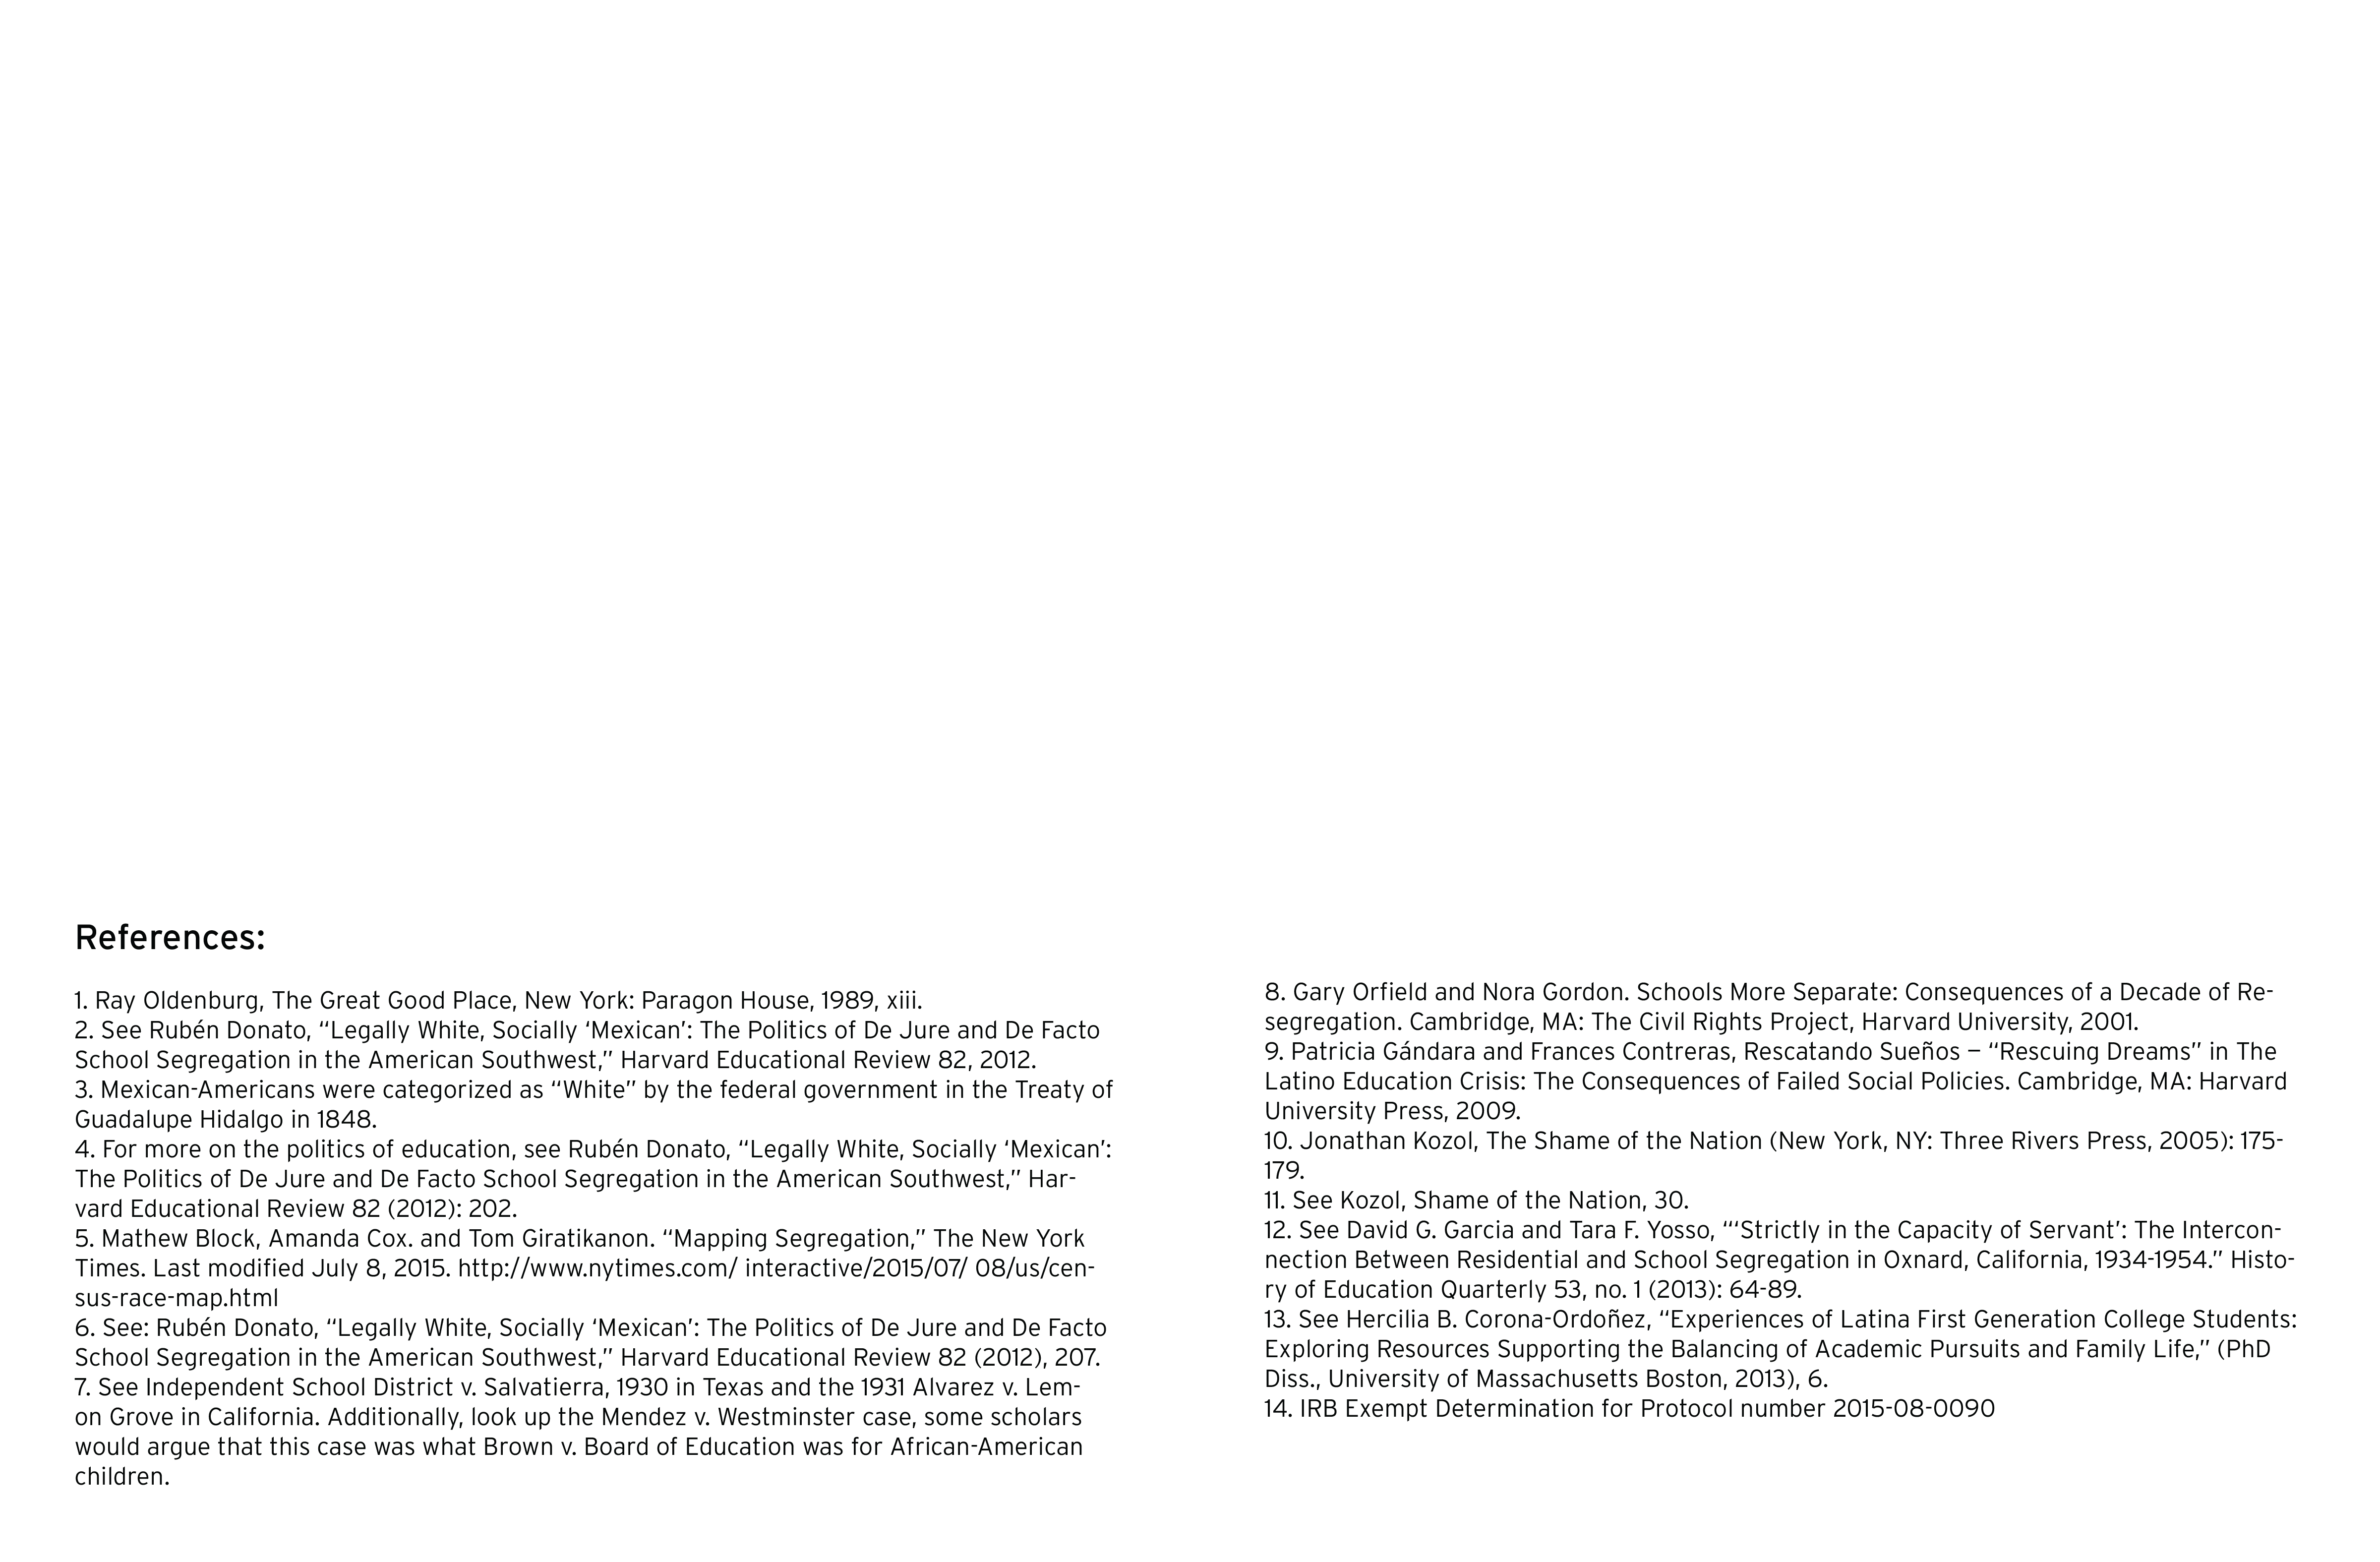 References:
1. Ray Oldenburg, The Great Good Place, New York: Paragon House, 1989, xiii.
2. See Rubén Donato, “Legally White, Socially ‘Mexican’: The Politics of De Jure and De Facto
School Segregation in the American Southwest,” Harvard Educational Review 82, 2012.
3. Mexican-Americans were categorized as “White” by the federal government in the Treaty of
Guadalupe Hidalgo in 1848.
4. For more on the politics of education, see Rubén Donato, “Legally White, Socially ‘Mexican’:
The Politics of De Jure and De Facto School Segregation in the American Southwest,” Har-
vard Educational Review 82 (2012): 202.
5. Mathew Block, Amanda Cox. and Tom Giratikanon. “Mapping Segregation,” The New York
Times. Last modified July 8, 2015. http://www.nytimes.com/ interactive/2015/07/ 08/us/cen-
sus-race-map.html
6. See: Rubén Donato, “Legally White, Socially ‘Mexican’: The Politics of De Jure and De Facto
School Segregation in the American Southwest,” Harvard Educational Review 82 (2012), 207.
7. See Independent School District v. Salvatierra, 1930 in Texas and the 1931 Alvarez v. Lem-
on Grove in California. Additionally, look up the Mendez v. Westminster case, some scholars
would argue that this case was what Brown v. Board of Education was for African-American
children.
8. Gary Orfield and Nora Gordon. Schools More Separate: Consequences of a Decade of Re-
segregation. Cambridge, MA: The Civil Rights Project, Harvard University, 2001.
9. Patricia Gándara and Frances Contreras, Rescatando Sueños – “Rescuing Dreams” in The
Latino Education Crisis: The Consequences of Failed Social Policies. Cambridge, MA: Harvard
University Press, 2009.
10. Jonathan Kozol, The Shame of the Nation (New York, NY: Three Rivers Press, 2005): 175-
179.
11. See Kozol, Shame of the Nation, 30.
12. See David G. Garcia and Tara F. Yosso, “‘Strictly in the Capacity of Servant’: The Intercon-
nection Between Residential and School Segregation in Oxnard, California, 1934-1954.” Histo-
ry of Education Quarterly 53, no. 1 (2013): 64-89.
13. See Hercilia B. Corona-Ordoñez, “Experiences of Latina First Generation College Students:
Exploring Resources Supporting the Balancing of Academic Pursuits and Family Life,” (PhD
Diss., University of Massachusetts Boston, 2013), 6.
14. IRB Exempt Determination for Protocol number 2015-08-0090